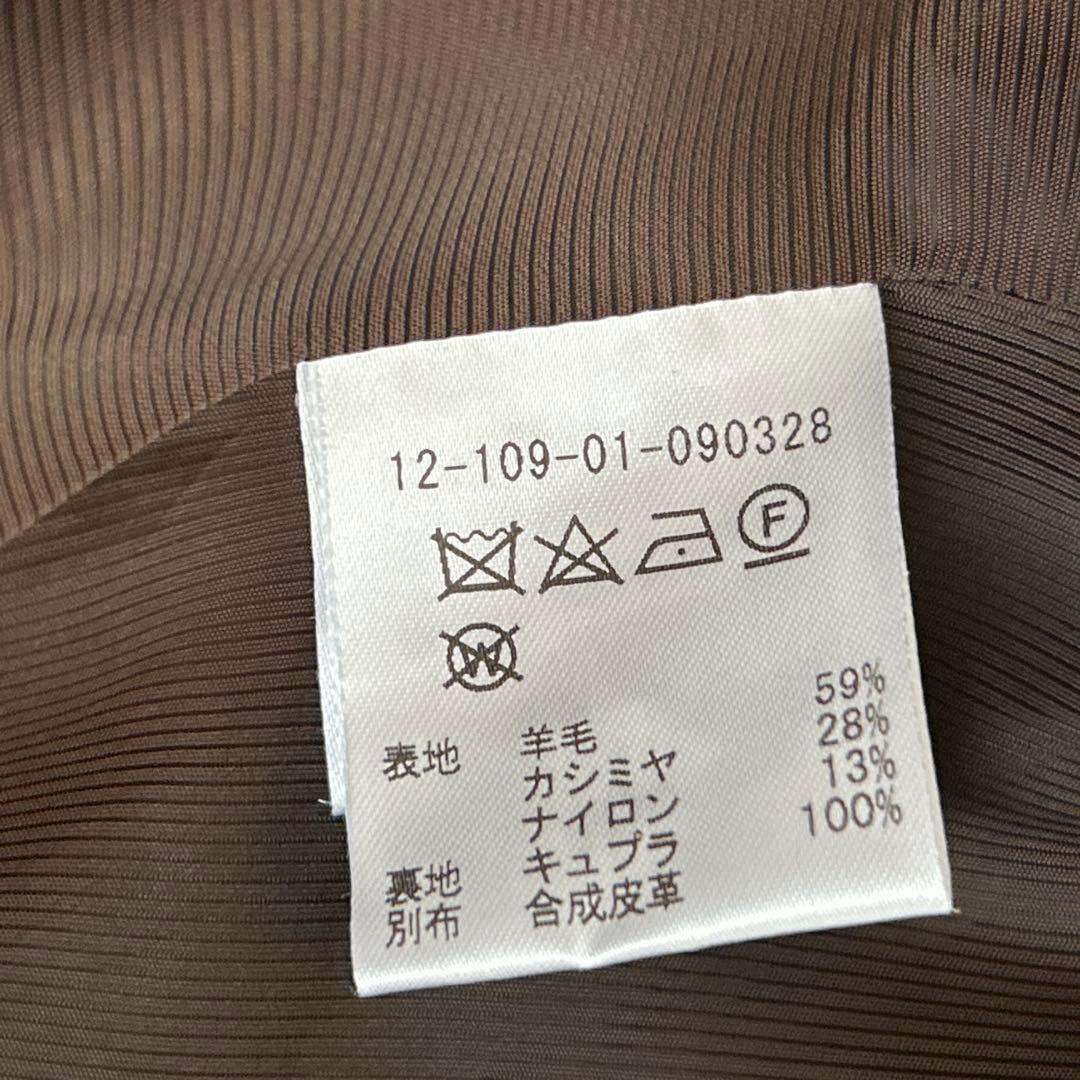 12-109-01-090328
F
W
表地 羊毛 59%
カシミヤ 28%
ナイロン 13%
裏地 キュプラ 100%
別布 合成皮革